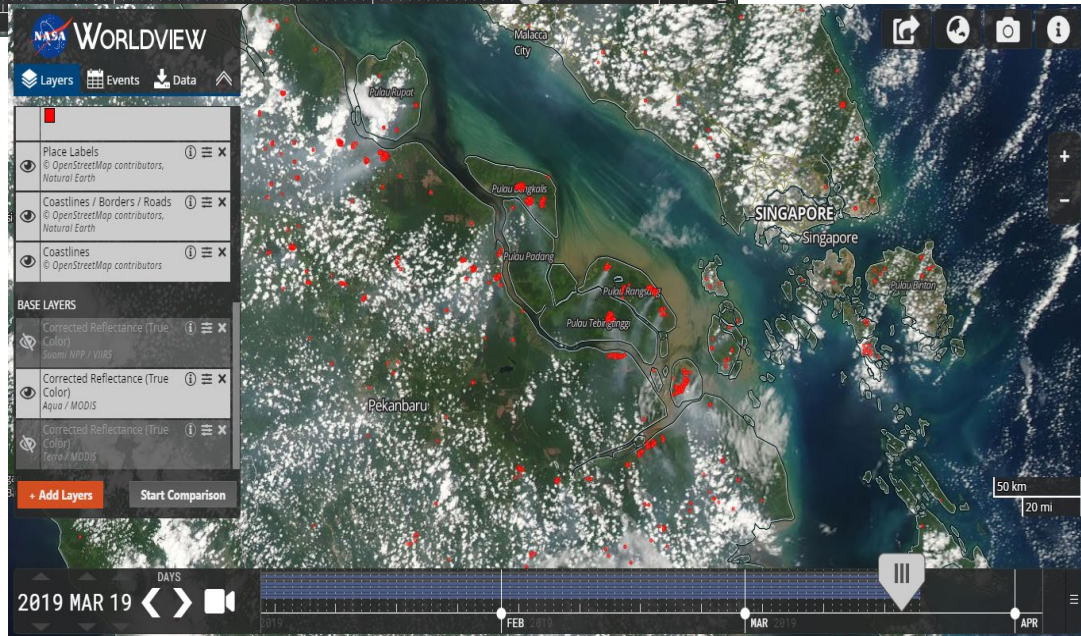 NASA WORLDVIEW
Layers Events Data
Place Labels
© OpenStreetMap contributors,
Natural Earth
Coastlines / Borders / Roads
© OpenStreetMap contributors,
Natural Earth
Coastlines
© OpenStreetMap contributors
BASE LAYERS
Corrected Reflectance (True
Color)
Suomi NPP / VIIRS
Corrected Reflectance (True
Color)
Aqua / MODIS
Corrected Reflectance (True
Color)
Terra / MODIS
+ Add Layers Start Comparison
Malacca
City
Pulau Rupat
Pulau Bengkalis
SINGAPORE
Singapore
Pulau Padang
Pulau Bintan
Pulau Rangsang
Pulau Tebingtinggi
Pekanbaru
50 km
20 mi
DAYS
2019 MAR 19
2019
FEB 2019
MAR 2019
APR